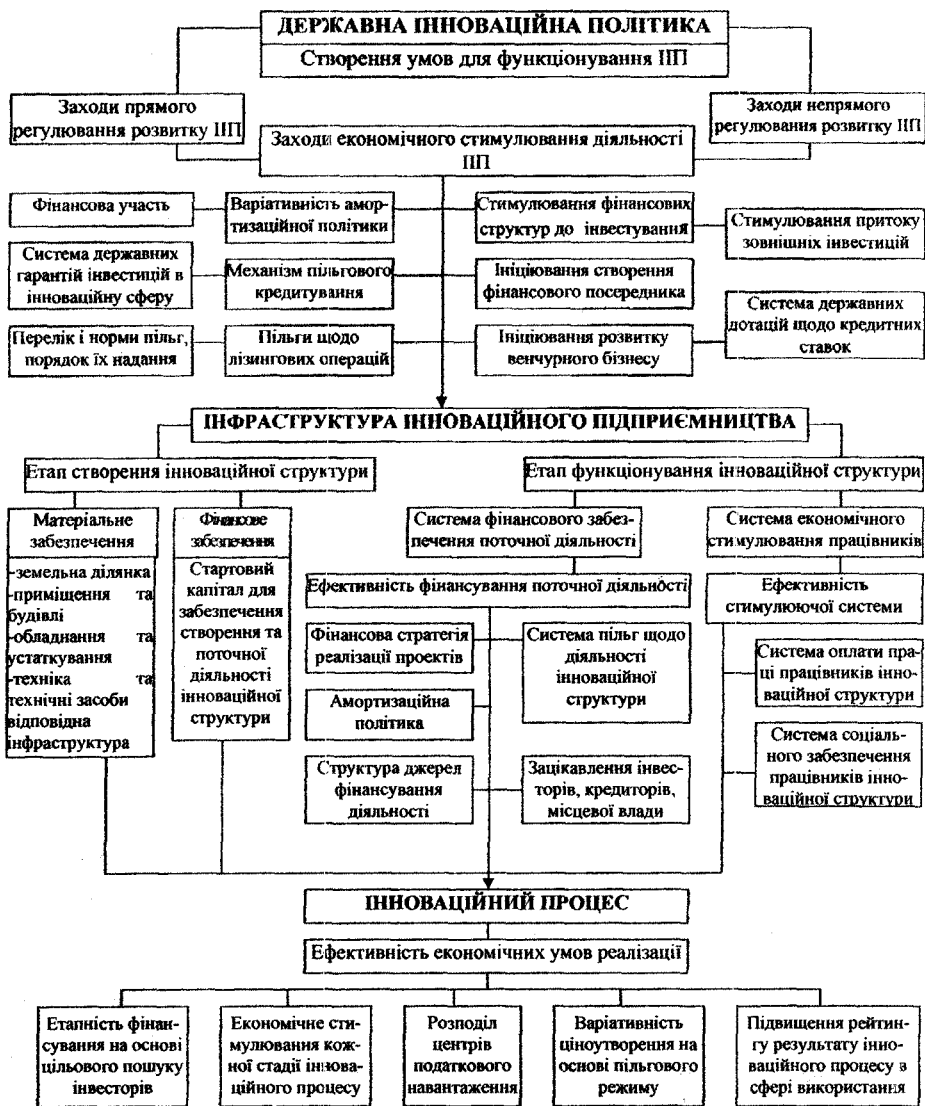 ДЕРЖАВНА ІННОВАЦІЙНА ПОЛІТИКА
Створення умов для функціонування ІІП
Заходи прямого
регулювання розвитку ІІП
Заходи непрямого
регулювання розвитку ІІП
Заходи економічного стимулювання діяльності
ІІП
Фінансова участь
Варіативність амор-
тизаційної політики
Стимулювання фінансових
структур до інвестування
Стимулювання притоку
зовнішніх інвестицій
Система державних
гарантій інвестицій в
інноваційну сферу
Механізм пільгового
кредитування
Ініціювання створення
фінансового посередника
Система державних
дотацій щодо кредитних
ставок
Перелік і норми пільг,
порядок їх надання
Пільги щодо
лізингових операцій
Ініціювання розвитку
венчурного бізнесу
ІНФРАСТРУКТУРА ІННОВАЦІЙНОГО ПІДПРИЄМНИЦТВА
Етап створення інноваційної структури
Етап функціонування інноваційної структури
Матеріальне
забезпечення
-земельна ділянка
-приміщення та
будівлі
-обладнання та
устаткування
-техніка та
технічні засоби
відповідна
інфраструктура
Фінансове
забезпечення
Стартовий
капітал для
забезпечення
створення та
поточної
діяльності
інноваційної
структури
Система фінансового забез-
печення поточної діяльності
Система економічного
стимулювання працівників
Ефективність фінансування поточної діяльності
Ефективність
стимулюючої системи
Фінансова стратегія
реалізації проектів
Система пільг щодо
діяльності
інноваційної
структури
Амортизаційна
політика
Структура джерел
фінансування
діяльності
Зацікавлення інвес-
торів, кредиторів,
місцевої влади
Система оплати пра-
ці працівників інно-
ваційної структури
Система соціаль-
ного забезпечення
працівників інно-
ваційної структури
ІННОВАЦІЙНИЙ ПРОЦЕС
Ефективність економічних умов реалізації
Етапність фінан-
сування на основі
цільового пошуку
інвесторів
Економічне сти-
мулювання кож-
ної стадії іннова-
ційного процесу
Розподіл
центрів
податкового
навантаження
Варіативність
ціноутворення на
основі пільгового
режиму
Підвищення рейтин-
гу результату інно-
ваційного процесу в
сфері використання